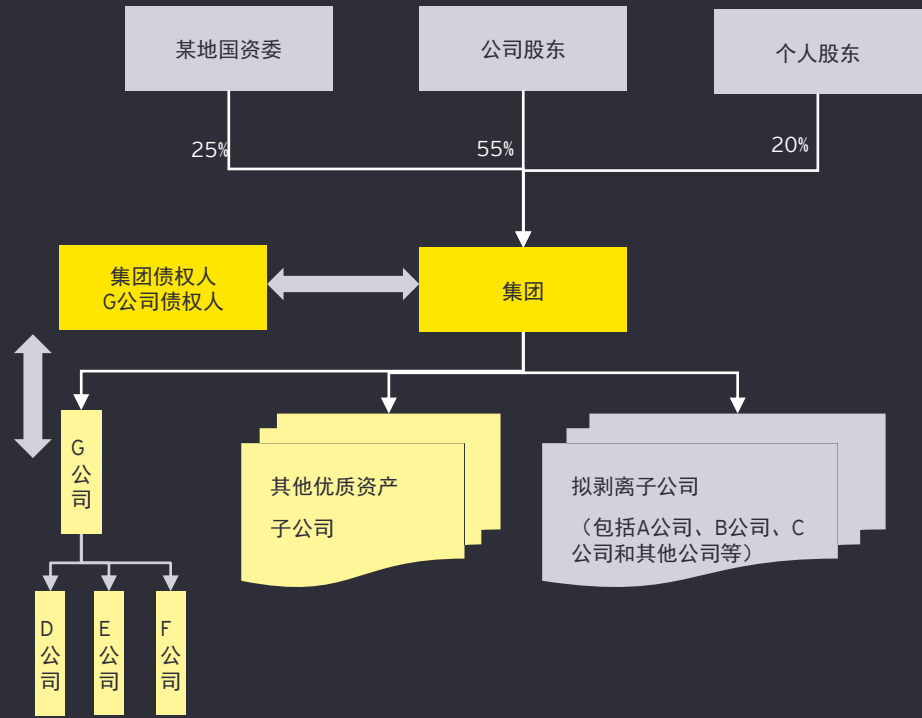 某地国资委
公司股东
个人股东
25%
55%
20%
集团债权人
G公司债权人
集团
G
公
司
其他优质资产
子公司
拟剥离子公司
（包括A公司、B公司、C
公司和其他公司等）
D
公
司
E
公
司
F
公
司